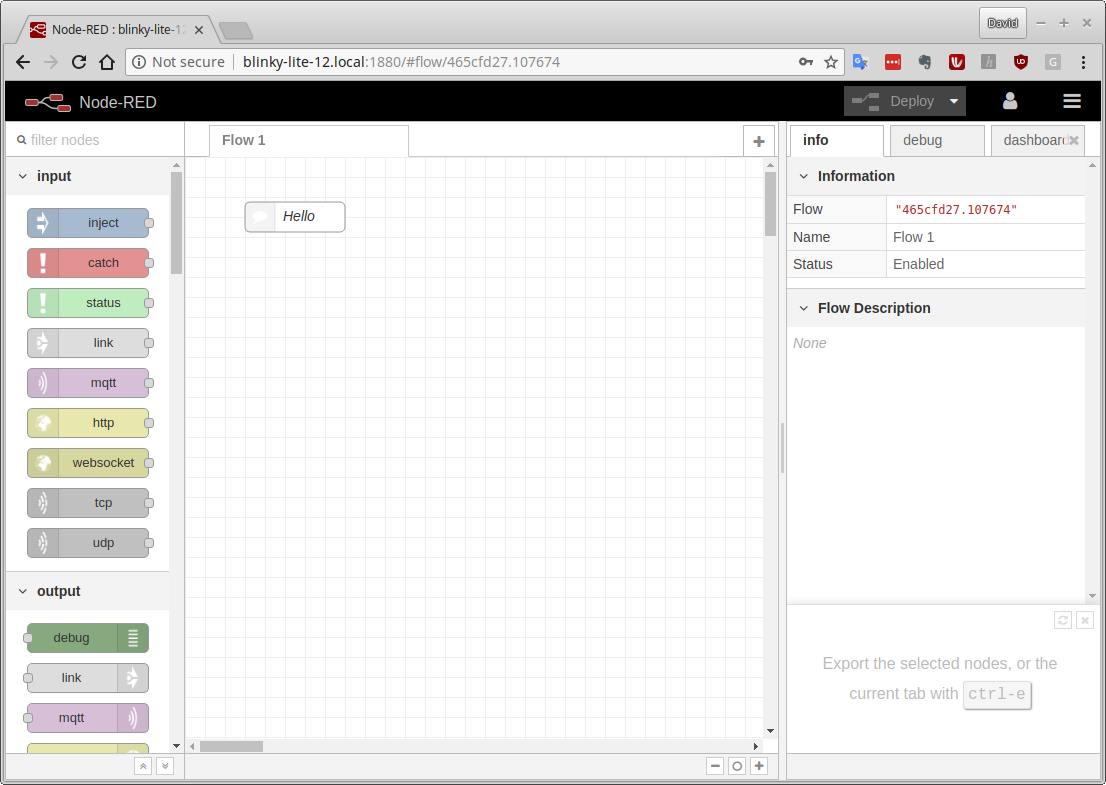 Node-RED : blinky-lite-12
David
Not secure
blinky-lite-12.local:1880/#flow/465cfd27.107674
Node-RED
Deploy
filter nodes
input
inject
catch
status
link
mqtt
http
websocket
tcp
udp
output
debug
link
mqtt
Flow 1
Hello
info
debug
dashboard
Information
Flow
"465cfd27.107674"
Name
Flow 1
Status
Enabled
Flow Description
None
Export the selected nodes, or the
current tab with ctrl-e